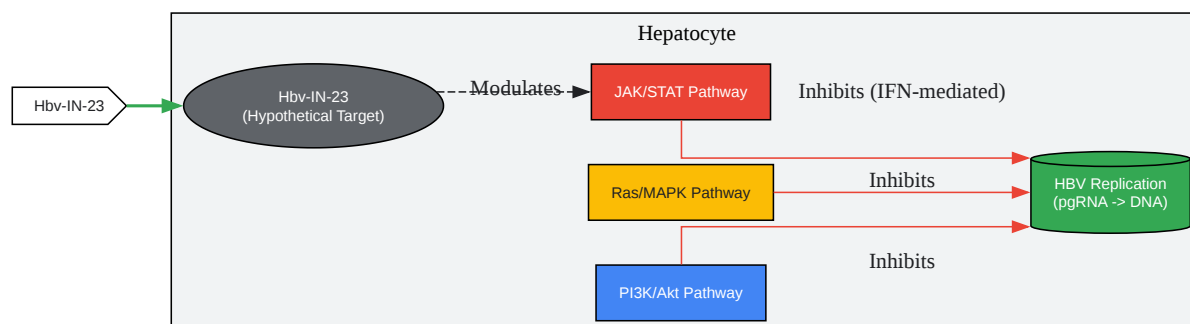 Hepatocyte
Hbv-IN-23
Hbv-IN-23
(Hypothetical Target)
Modulates
JAK/STAT Pathway
Inhibits (IFN-mediated)
Ras/MAPK Pathway
Inhibits
HBV Replication
(pgRNA -> DNA)
Inhibits
PI3K/Akt Pathway